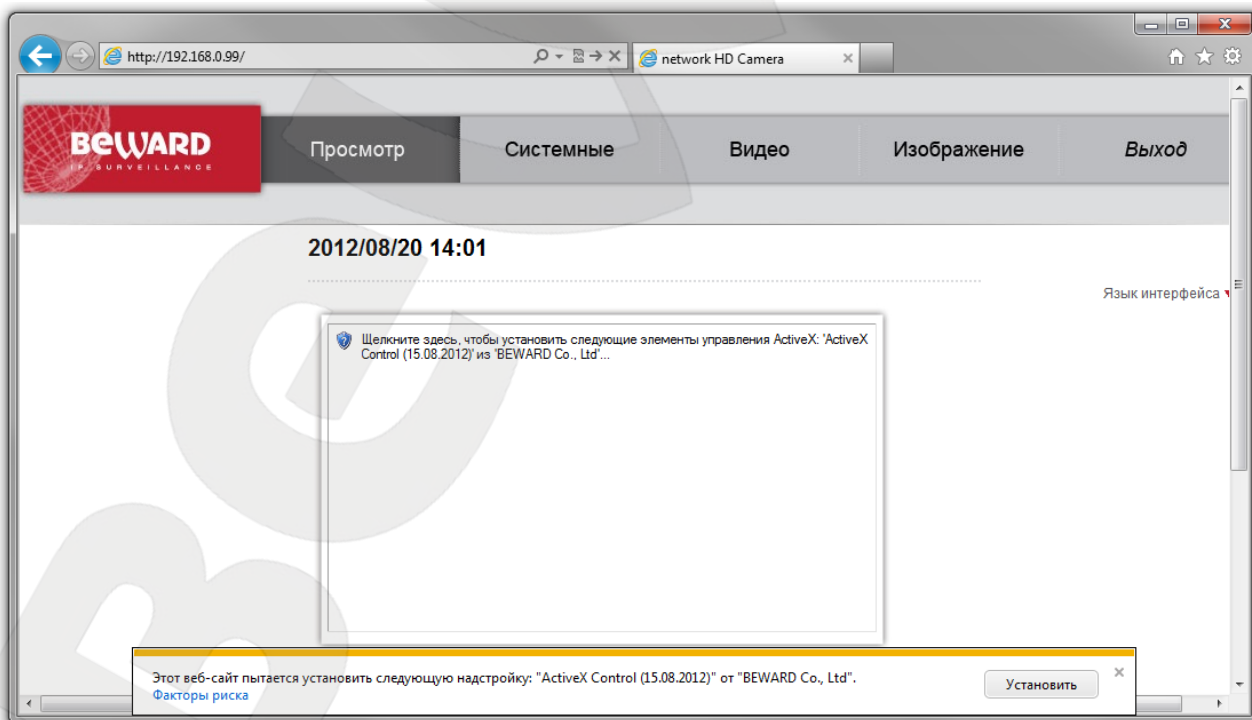 http://192.168.0.99/
network HD Camera
BEWARD
IP SURVEILLANCE
Просмотр
Системные
Видео
Изображение
Выход
2012/08/20 14:01
Язык интерфейса
Щелкните здесь, чтобы установить следующие элементы управления ActiveX: 'ActiveX
Control (15.08.2012)' из 'BEWARD Co., Ltd'...
Этот веб-сайт пытается установить следующую надстройку: "ActiveX Control (15.08.2012)" от "BEWARD Co., Ltd".
Факторы риска
Установить